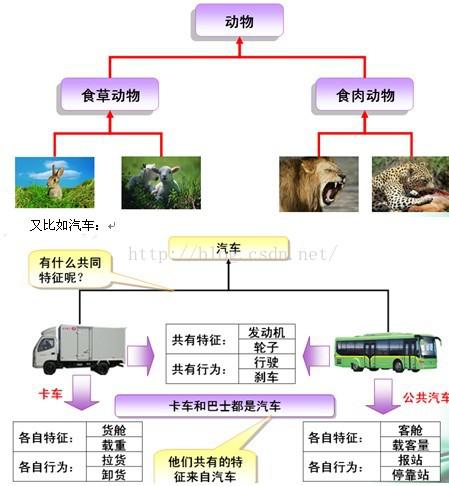 动物
食草动物
食肉动物
又比如汽车:
http://blog.csdn.net/
汽车
有什么共同
特征呢?
共有特征: 发动机
轮子
共有行为: 行驶
刹车
卡车
公共汽车
卡车和巴士都是汽车
各自特征: 货舱
载重
各自行为: 拉货
卸货
他们共有的特
征来自汽车
各自特征: 客舱
载客量
各自行为: 报站
停靠站